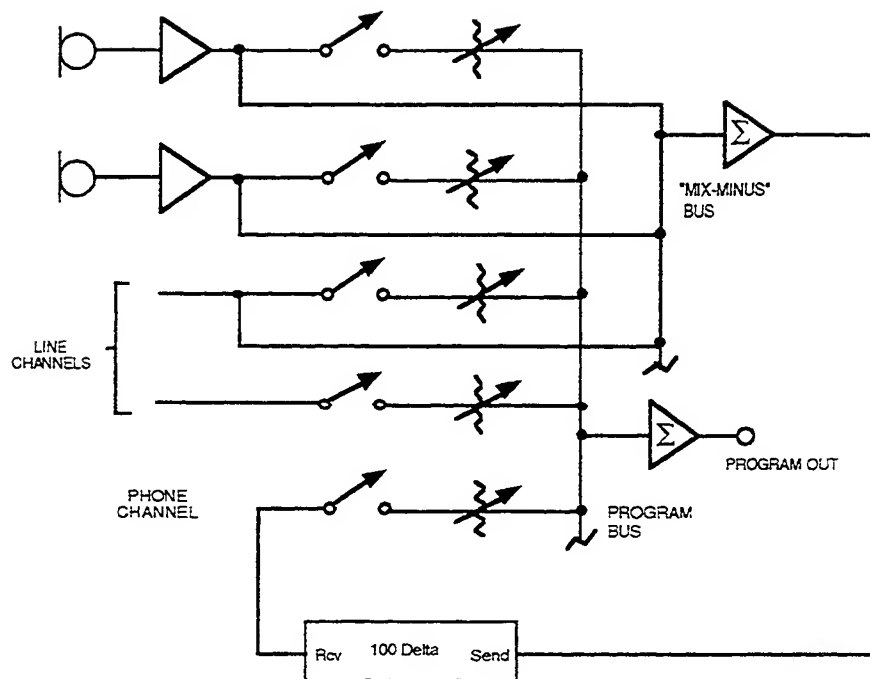 Σ
"MIX-MINUS"
BUS
LINE
CHANNELS
Σ
PROGRAM OUT
PHONE
CHANNEL
PROGRAM
BUS
Rcv 100 Delta Send